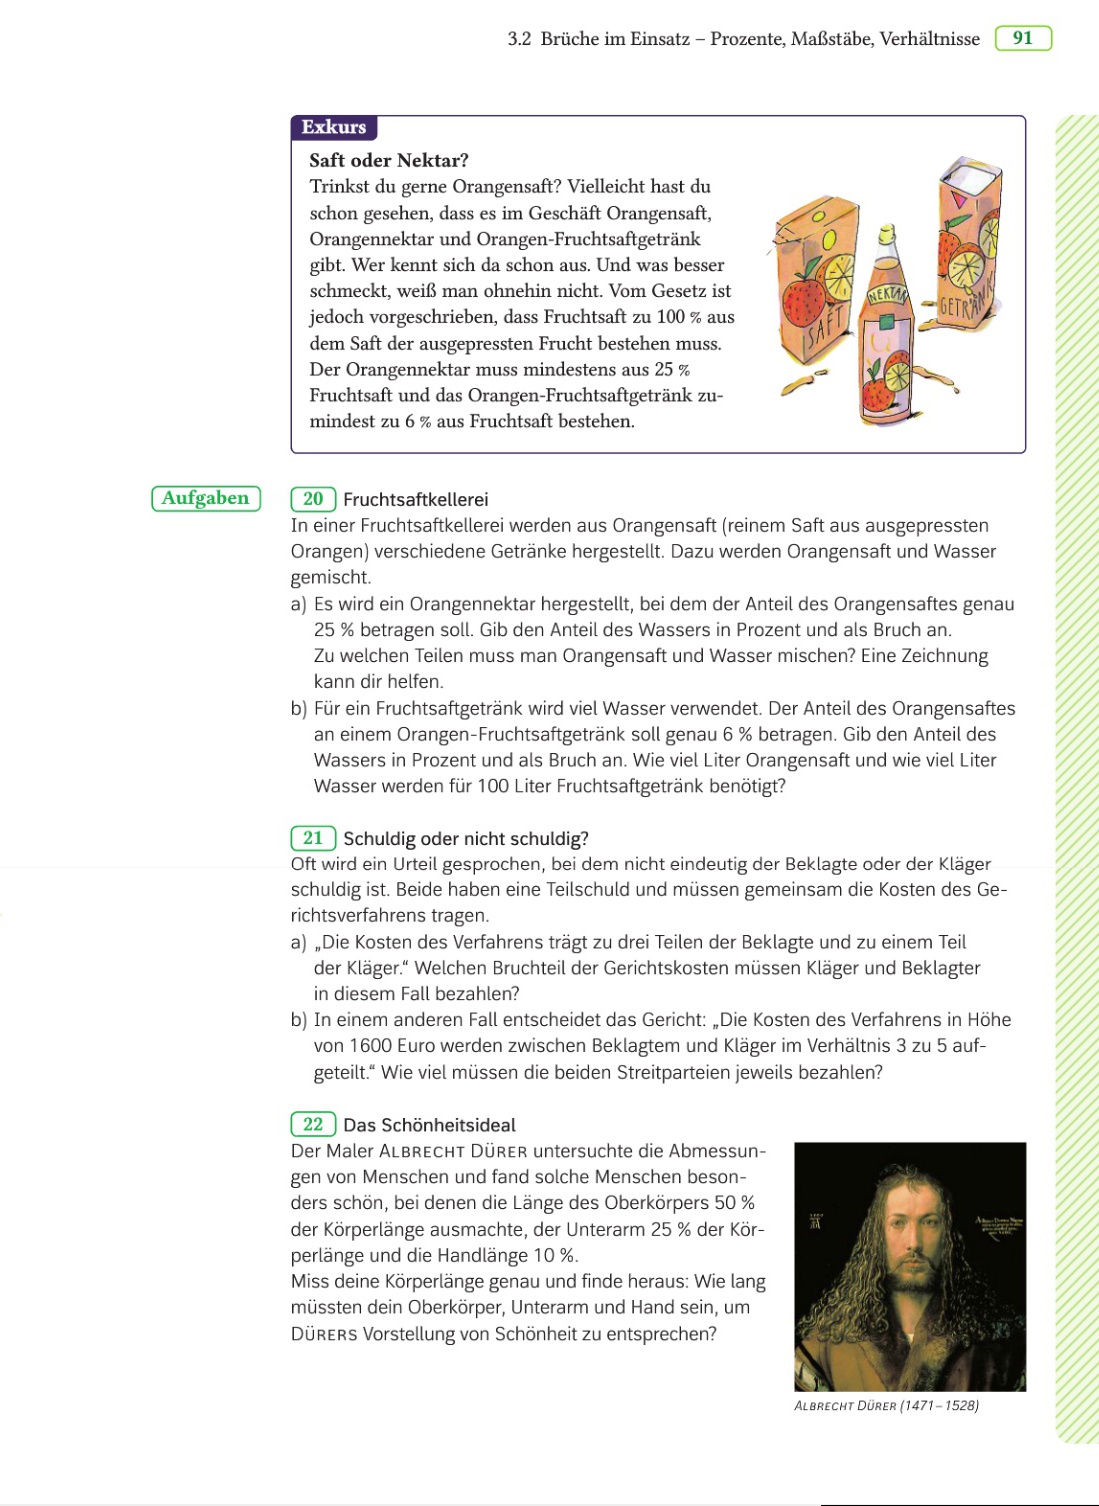 3.2 Brüche im Einsatz – Prozente, Maßstäbe, Verhältnisse 91
Exkurs
Saft oder Nektar?
Trinkst du gerne Orangensaft? Vielleicht hast du
schon gesehen, dass es im Geschäft Orangensaft,
Orangennektar und Orangen-Fruchtsaftgetränk
gibt. Wer kennt sich da schon aus. Und was besser
schmeckt, weiß man ohnehin nicht. Vom Gesetz ist
jedoch vorgeschrieben, dass Fruchtsaft zu 100 % aus
dem Saft der ausgepressten Frucht bestehen muss.
Der Orangennektar muss mindestens aus 25 %
Fruchtsaft und das Orangen-Fruchtsaftgetränk zu-
mindest zu 6 % aus Fruchtsaft bestehen.
SAFT
NEKTAR
GETRÄNK
Aufgaben
20 Fruchtsaftkellerei
In einer Fruchtsaftkellerei werden aus Orangensaft (reinem Saft aus ausgepressten
Orangen) verschiedene Getränke hergestellt. Dazu werden Orangensaft und Wasser
gemischt.
a) Es wird ein Orangennektar hergestellt, bei dem der Anteil des Orangensaftes genau
25 % betragen soll. Gib den Anteil des Wassers in Prozent und als Bruch an.
Zu welchen Teilen muss man Orangensaft und Wasser mischen? Eine Zeichnung
kann dir helfen.
b) Für ein Fruchtsaftgetränk wird viel Wasser verwendet. Der Anteil des Orangensaftes
an einem Orangen-Fruchtsaftgetränk soll genau 6 % betragen. Gib den Anteil des
Wassers in Prozent und als Bruch an. Wie viel Liter Orangensaft und wie viel Liter
Wasser werden für 100 Liter Fruchtsaftgetränk benötigt?
21 Schuldig oder nicht schuldig?
Oft wird ein Urteil gesprochen, bei dem nicht eindeutig der Beklagte oder der Kläger
schuldig ist. Beide haben eine Teilschuld und müssen gemeinsam die Kosten des Ge-
richtsverfahrens tragen.
a) „Die Kosten des Verfahrens trägt zu drei Teilen der Beklagte und zu einem Teil
der Kläger.“ Welchen Bruchteil der Gerichtskosten müssen Kläger und Beklagter
in diesem Fall bezahlen?
b) In einem anderen Fall entscheidet das Gericht: „Die Kosten des Verfahrens in Höhe
von 1600 Euro werden zwischen Beklagtem und Kläger im Verhältnis 3 zu 5 auf-
geteilt.“ Wie viel müssen die beiden Streitparteien jeweils bezahlen?
22 Das Schönheitsideal
Der Maler ALBRECHT DÜRER untersuchte die Abmessun-
gen von Menschen und fand solche Menschen beson-
ders schön, bei denen die Länge des Oberkörpers 50 %
der Körperlänge ausmachte, der Unterarm 25 % der Kör-
perlänge und die Handlänge 10 %.
Miss deine Körperlänge genau und finde heraus: Wie lang
müssten dein Oberkörper, Unterarm und Hand sein, um
DÜRERS Vorstellung von Schönheit zu entsprechen?
ALBRECHT DÜRER (1471–1528)